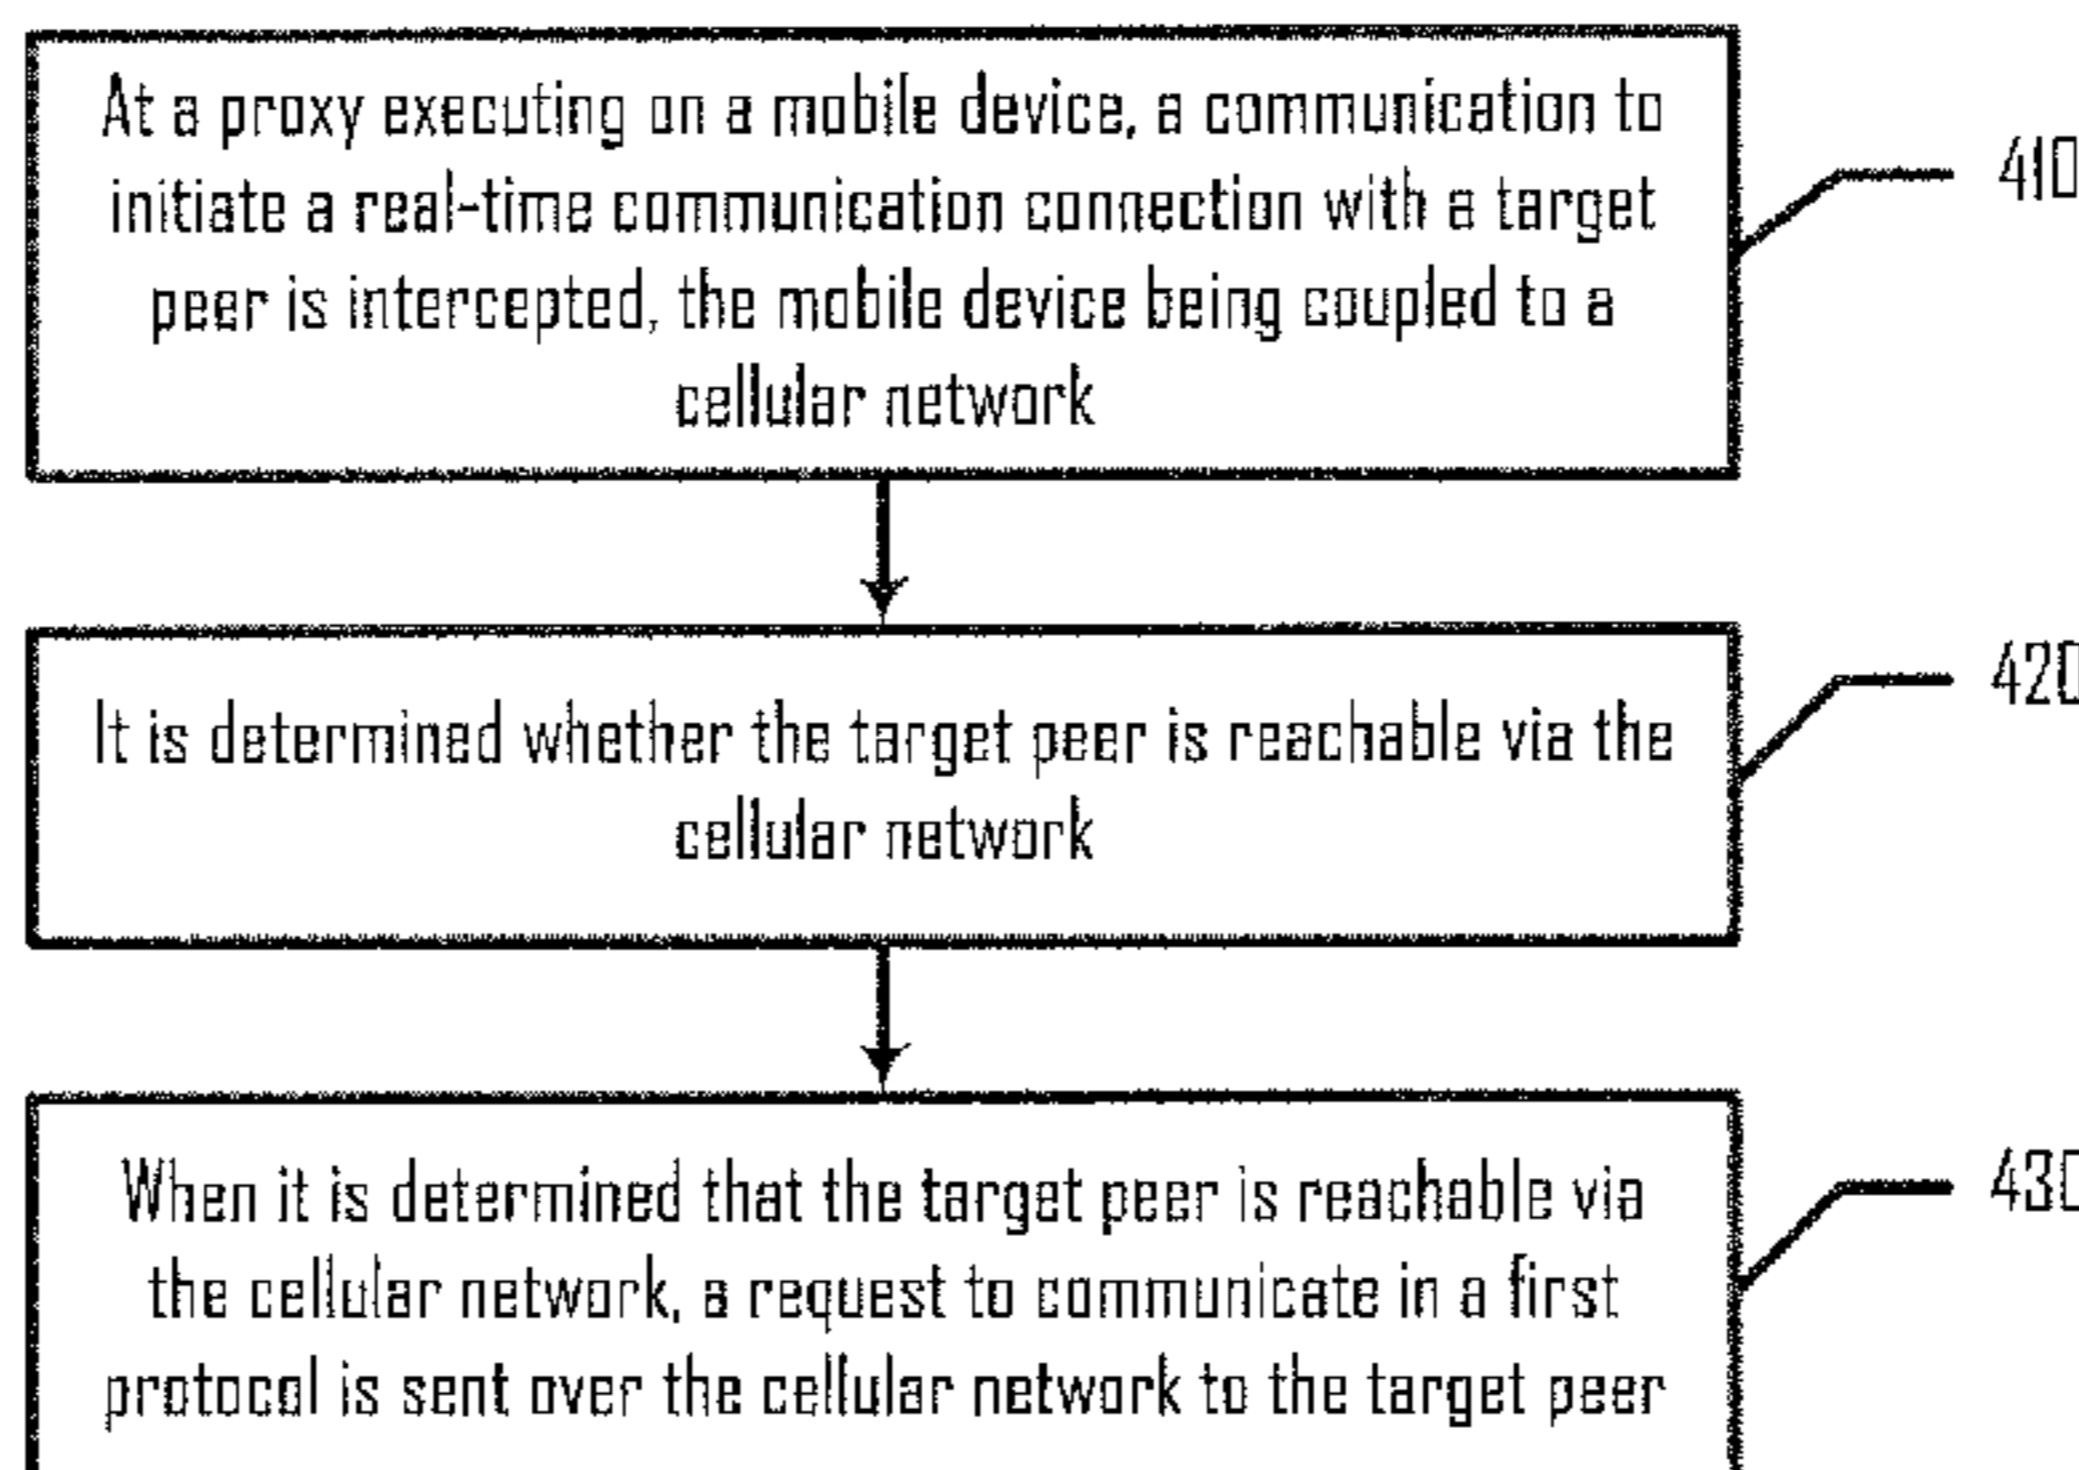 At a proxy executing on a mobile device, a communication to
initiate a real-time communication connection with a target
peer is intercepted, the mobile device being coupled to a
cellular network
410
It is determined whether the target peer is reachable via the
cellular network
420
When it is determined that the target peer is reachable via
the cellular network, a request to communicate in a first
protocol is sent over the cellular network to the target peer
430